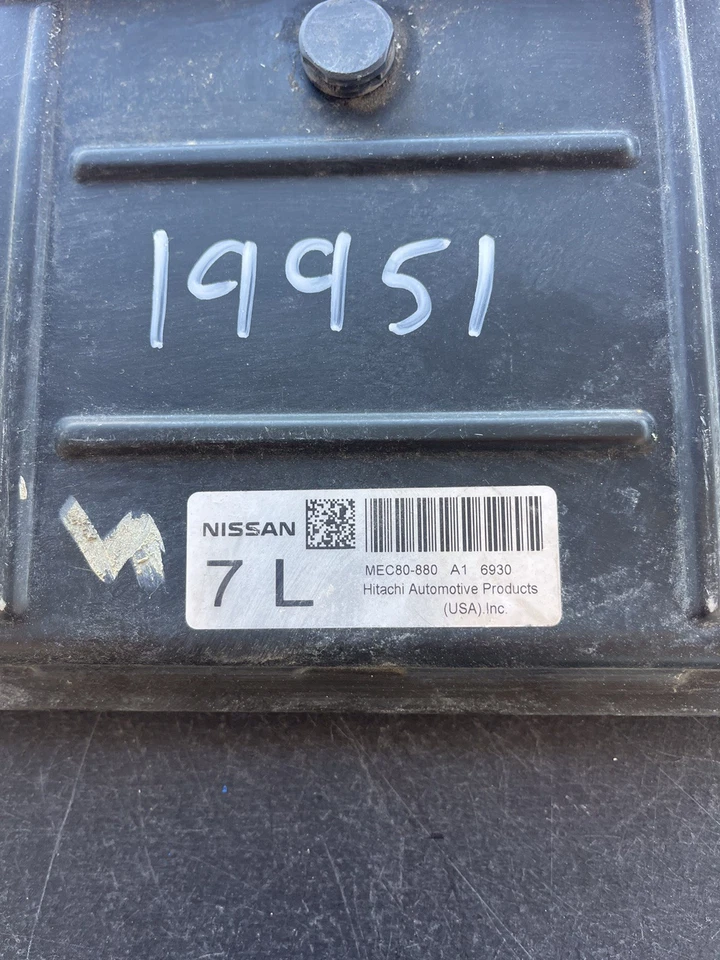 19951
NISSAN
7 L
MEC80-880 A1 6930
Hitachi Automotive Products
(USA).Inc.